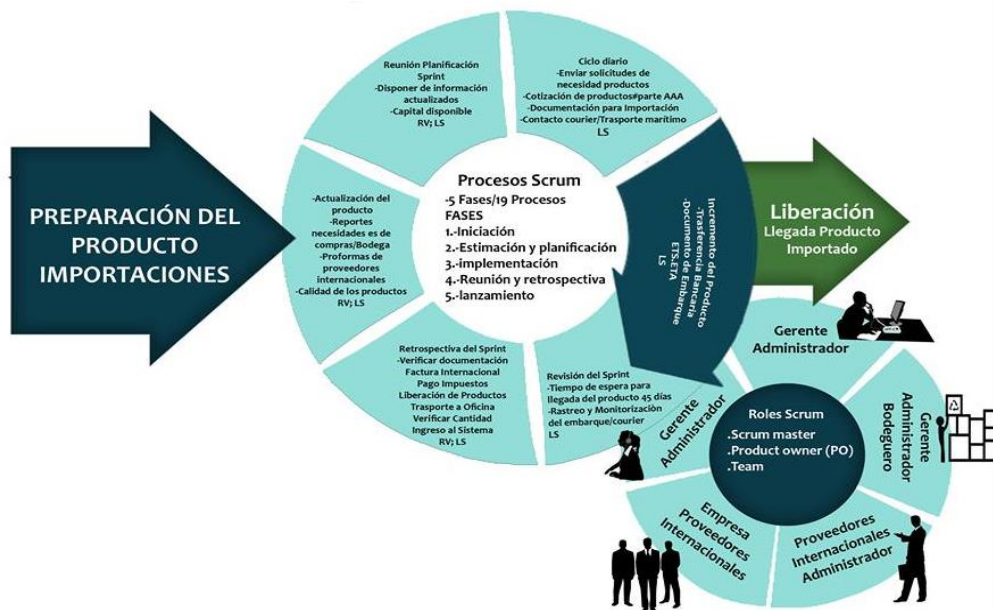 PREPARACIÓN DEL
PRODUCTO
IMPORTACIONES
Reunión Planificación
Sprint
-Disponer de información
actualizados
-Capital disponible
RV; LS
Ciclo diario
-Enviar solicitudes de
necesidad productos
-Cotización de productos#parte AAA
-Documentación para Importación
-Contacto courier/Trasporte marítimo
LS
-Actualización del
producto
-Reportes
necesidades es de
compras/Bodega
-Proformas de
proveedores
internacionales
-Calidad de los productos
RV; LS
Procesos Scrum
-5 Fases/19 Procesos
FASES
1.-Iniciación
2.-Estimación y planificación
3.-implementación
4.-Reunión y retrospectiva
5.-lanzamiento
Incremento del Producto
-Trasferencia Bancaria
-Documento de Embarque
ETS.ETA
LS
Liberación
Llegada Producto
Importado
Retrospectiva del Sprint
-Verificar documentación
Factura Internacional
Pago Impuestos
Liberación de Productos
Trasporte a Oficina
Verificar Cantidad
Ingreso al Sistema
RV; LS
Revisión del Sprint
-Tiempo de espera para
llegada del producto 45 días
-Rastreo y Monitorización
del embarque/courier
LS
Gerente
Administrador
Gerente
Administrador
Bodeguero
Proveedores
Internacionales
Administrador
Empresa
Proveedores
Internacionales
Gerente
Administrador
Roles Scrum
.Scrum master
.Product owner (PO)
.Team